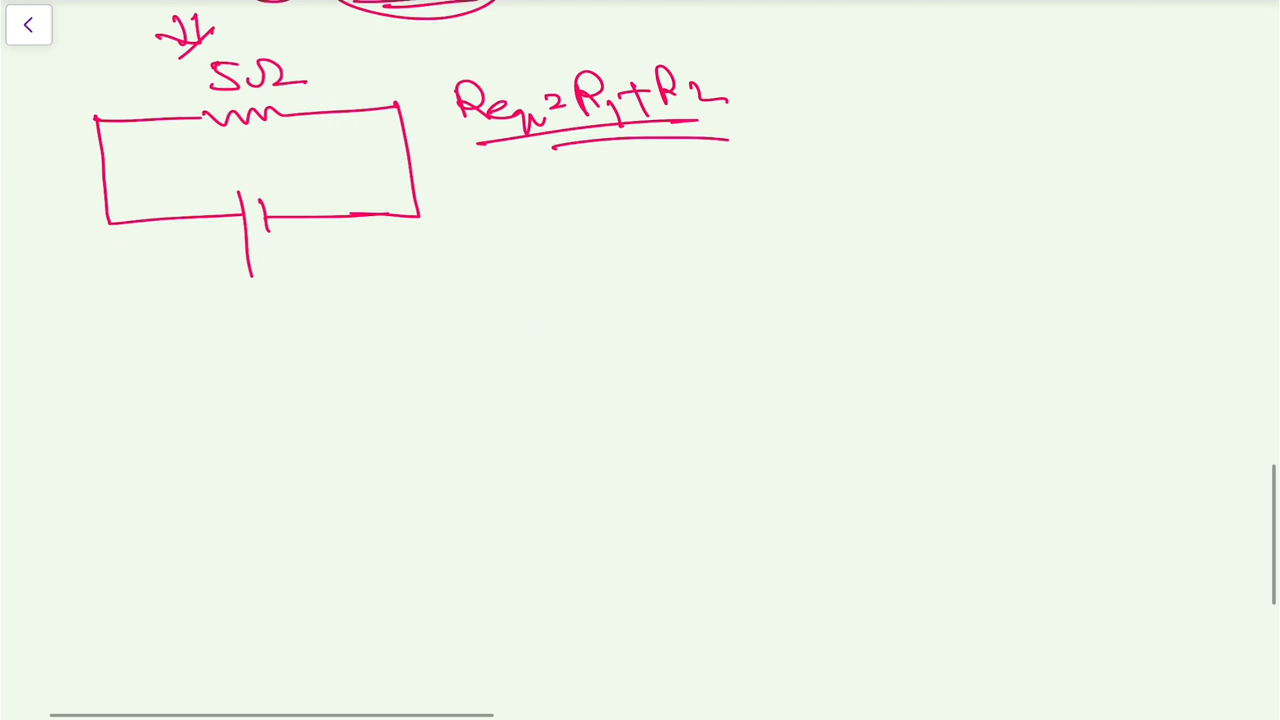 5Ω
Req = R1 + R2